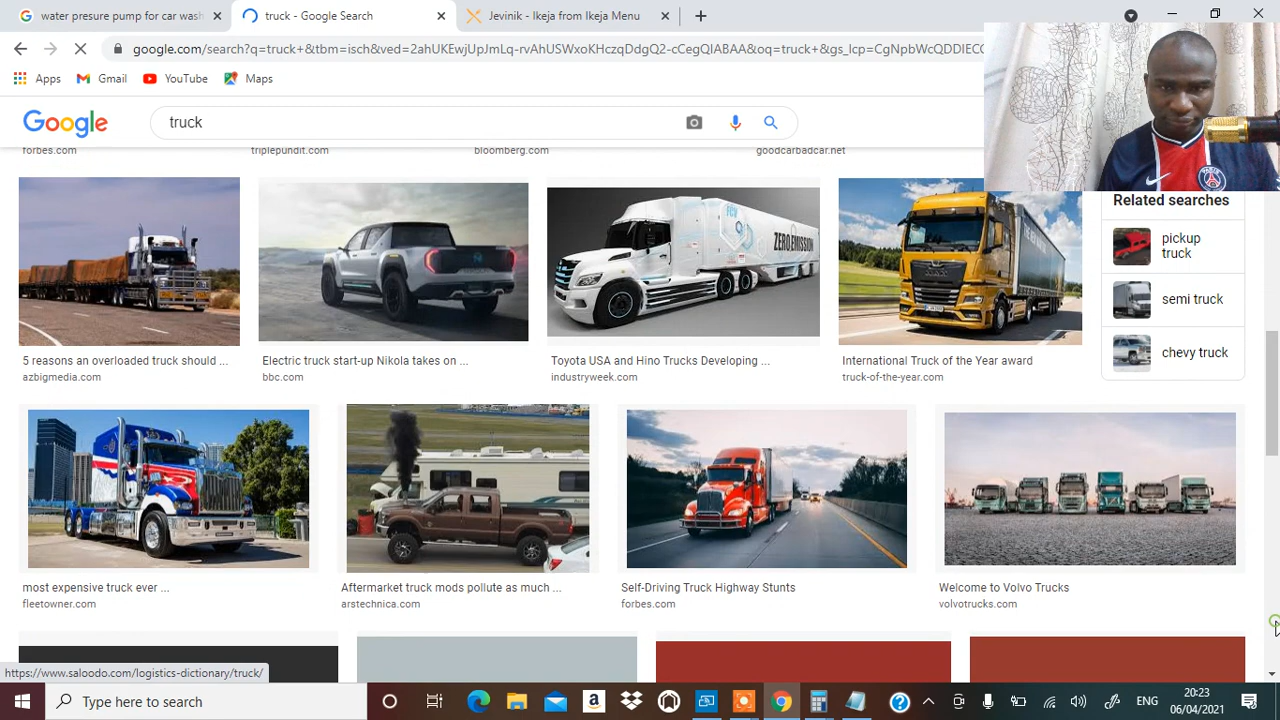 water presure pump for car wash
truck - Google Search
Jevinik - Ikeja from Ikeja Menu
google.com/search?q=truck+&tbm=isch&ved=2ahUKEwjUpJmLq-rvAhUSWxoKHczqDdgQ2-cCegQIABAA&oq=truck+&gs_lcp=CgNpbWcQDDIECC
Apps Gmail YouTube Maps
Google truck
forbes.com triplepundit.com bloomberg.com goodcarbadcar.net
Related searches
pickup
truck
semi truck
chevy truck
ZERO EMISSION
5 reasons an overloaded truck should ... Electric truck start-up Nikola takes on ... Toyota USA and Hino Trucks Developing ... International Truck of the Year award
azbigmedia.com bbc.com industryweek.com truck-of-the-year.com
most expensive truck ever ... Aftermarket truck mods pollute as much ... Self-Driving Truck Highway Stunts Welcome to Volvo Trucks
fleetowner.com arstechnica.com forbes.com volvotrucks.com
https://www.saloodo.com/logistics-dictionary/truck/
Type here to search
ENG
20:23
06/04/2021